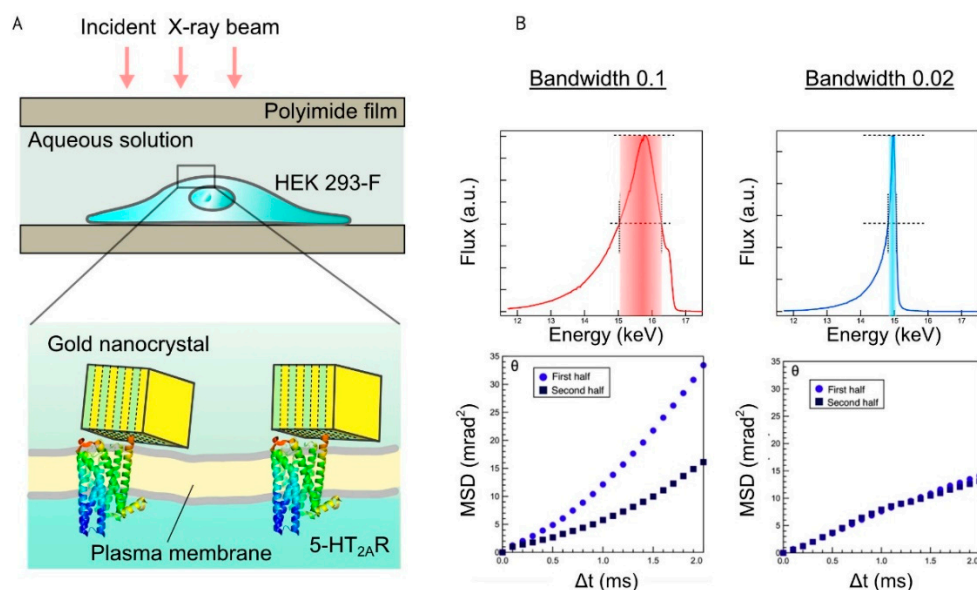 A
Incident X-ray beam
Polyimide film
Aqueous solution
HEK 293-F
Gold nanocrystal
Plasma membrane
5-HT2AR
B
Bandwidth 0.1
Flux (a.u.)
12 13 14 15 16 17
Energy (keV)
Bandwidth 0.02
Flux (a.u.)
12 13 14 15 16 17
Energy (keV)
θ
First half
Second half
MSD (mrad²)
35
30
25
20
15
10
5
0
0.0 0.5 1.0 1.5 2.0
Δt (ms)
θ
First half
Second half
MSD (mrad²)
35
30
25
20
15
10
5
0
0.0 0.5 1.0 1.5 2.0
Δt (ms)